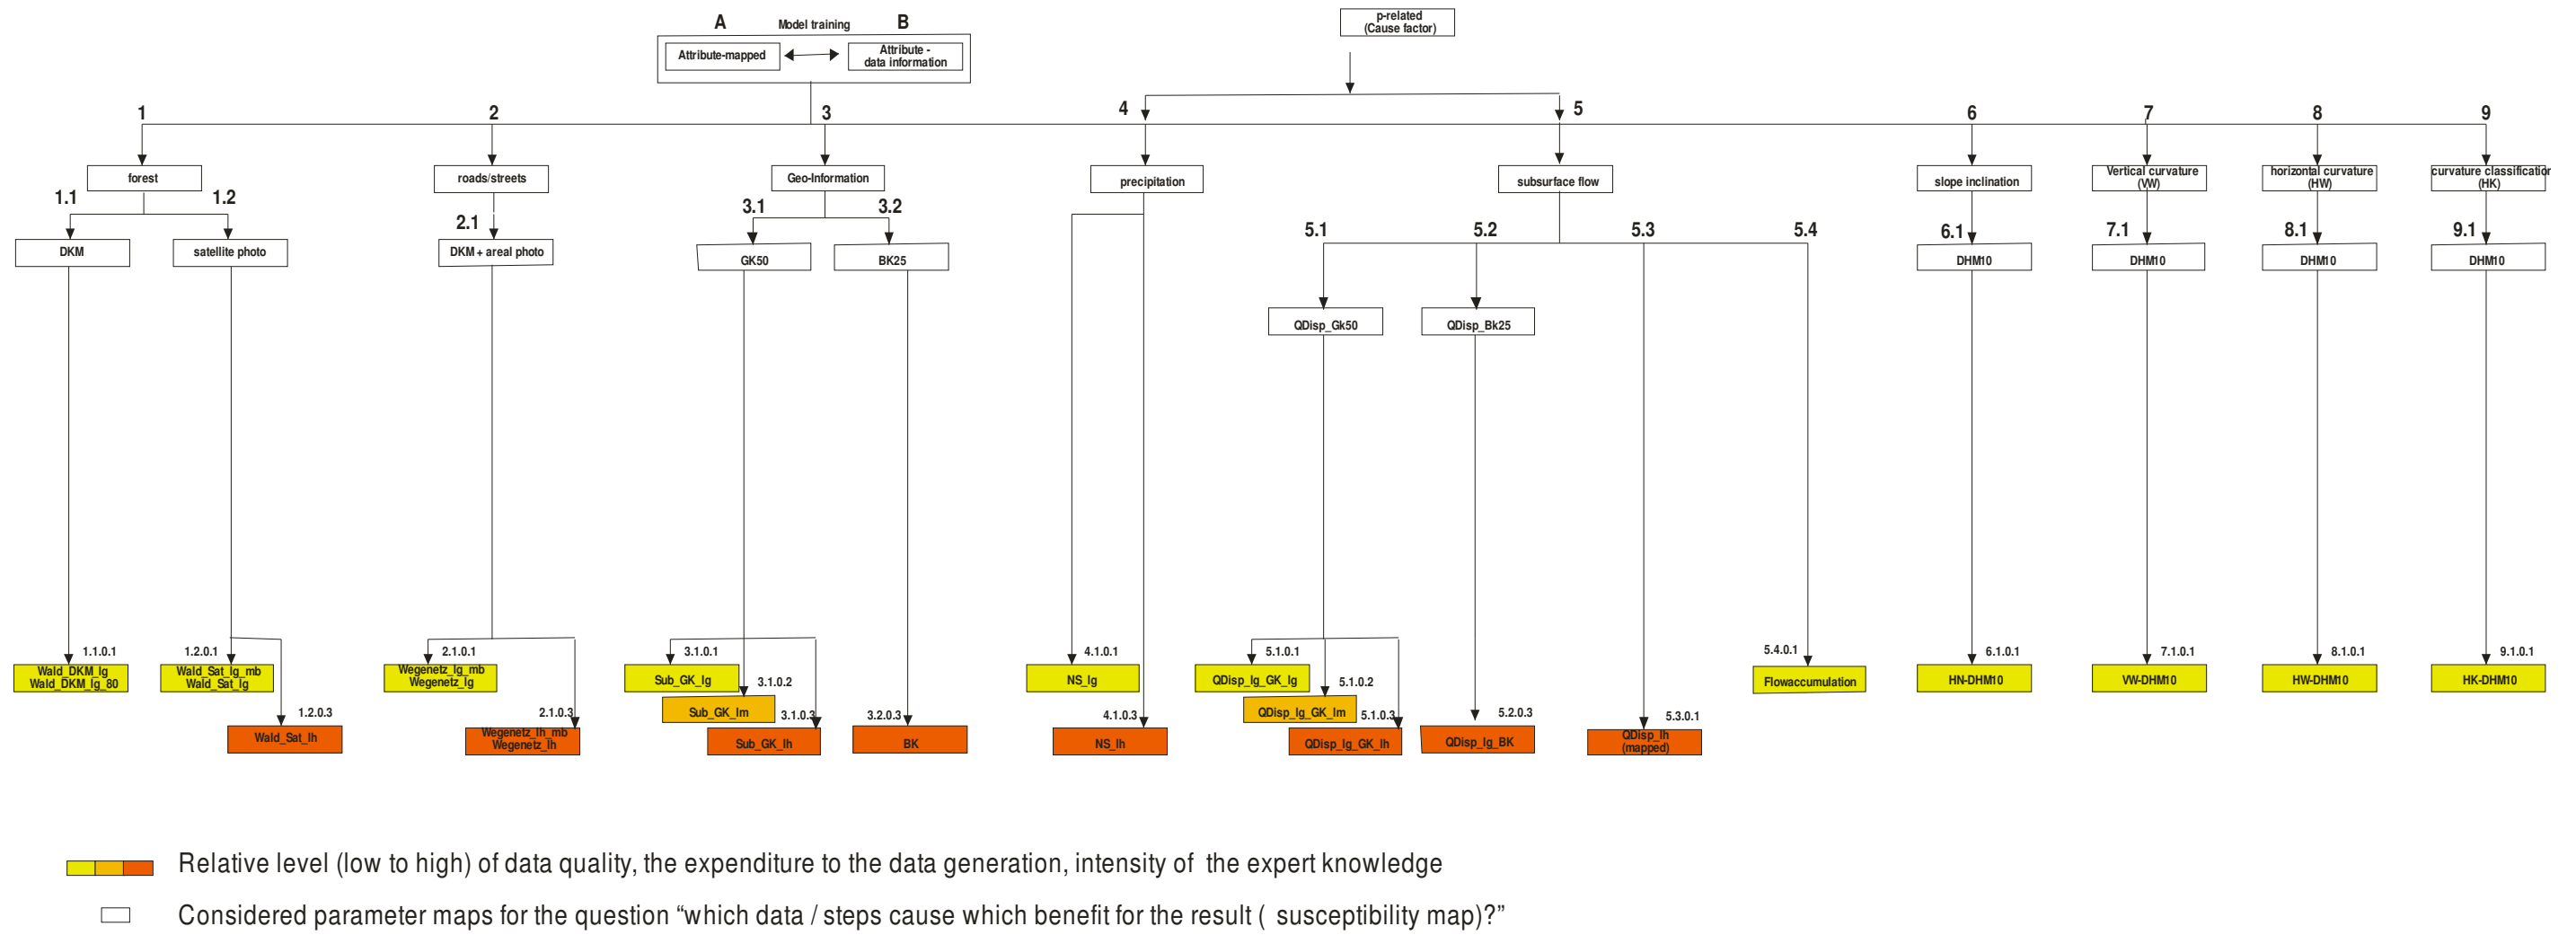 A
Model training
B
p-related
(Cause factor)
Attribute-mapped
Attribute -
data information
1
2
3
4
5
6
7
8
9
forest
roads/streets
Geo-Information
precipitation
subsurface flow
slope inclination
Vertical curvature
(VW)
horizontal curvature
(HW)
curvature classification
(HK)
1.1
1.2
2.1
3.1
3.2
5.1
5.2
5.3
5.4
6.1
7.1
8.1
9.1
DKM
satellite photo
DKM + areal photo
GK50
BK25
DHM10
DHM10
DHM10
DHM10
QDisp_Gk50
QDisp_Bk25
1.1.0.1
1.2.0.1
2.1.0.1
3.1.0.1
4.1.0.1
5.1.0.1
5.4.0.1
6.1.0.1
7.1.0.1
8.1.0.1
9.1.0.1
Wald_DKM_lg
Wald_DKM_lg_80
Wald_Sat_lg_mb
Wald_Sat_lg
Wegenetz_lg_mb
Wegenetz_lg
Sub_GK_lg
NS_lg
QDisp_lg_GK_lg
Flowaccumulation
HN-DHM10
VW-DHM10
HW-DHM10
HK-DHM10
3.1.0.2
5.1.0.2
Sub_GK_lm
QDisp_lg_GK_lm
1.2.0.3
2.1.0.3
3.1.0.3
3.2.0.3
4.1.0.3
5.1.0.3
5.2.0.3
5.3.0.1
Wald_Sat_lh
Wegenetz_lh_mb
Wegenetz_lh
Sub_GK_lh
BK
NS_lh
QDisp_lg_GK_lh
QDisp_lg_BK
QDisp_lh
(mapped)
Relative level (low to high) of data quality, the expenditure to the data generation, intensity of the expert knowledge
Considered parameter maps for the question “which data / steps cause which benefit for the result ( susceptibility map)?”